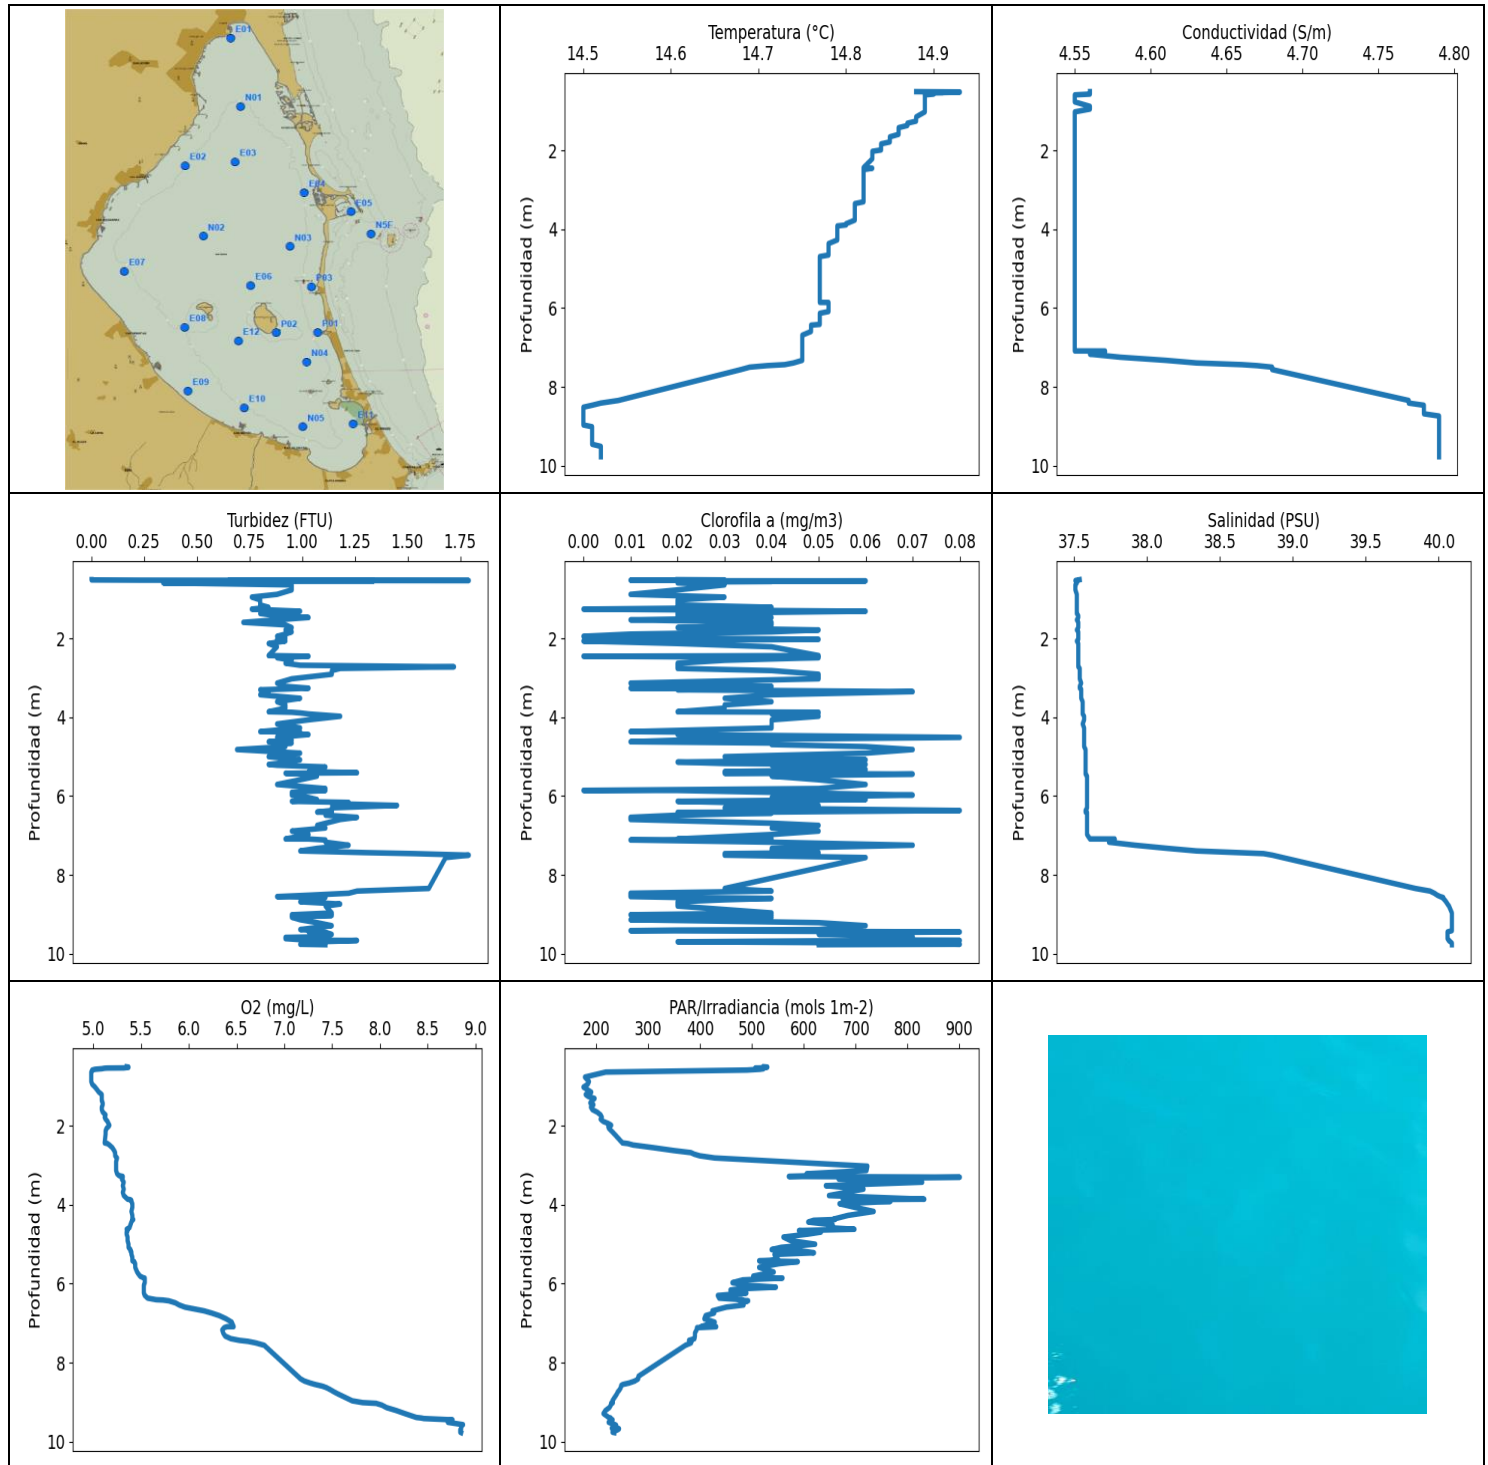 E01
N01
E02
E03
E04
E05
N5F
N02
N03
E07
E06
P03
E08
E12
P02
P01
N04
E09
E10
N05
E11
Temperatura (°C)
14.5 14.6 14.7 14.8 14.9
Profundidad (m)
2
4
6
8
10
Conductividad (S/m)
4.55 4.60 4.65 4.70 4.75 4.80
Profundidad (m)
2
4
6
8
10
Turbidez (FTU)
0.00 0.25 0.50 0.75 1.00 1.25 1.50 1.75
Profundidad (m)
2
4
6
8
10
Clorofila a (mg/m3)
0.00 0.01 0.02 0.03 0.04 0.05 0.06 0.07 0.08
Profundidad (m)
2
4
6
8
10
Salinidad (PSU)
37.5 38.0 38.5 39.0 39.5 40.0
Profundidad (m)
2
4
6
8
10
O2 (mg/L)
5.0 5.5 6.0 6.5 7.0 7.5 8.0 8.5 9.0
Profundidad (m)
2
4
6
8
10
PAR/Irradiancia (mols 1m-2)
200 300 400 500 600 700 800 900
Profundidad (m)
2
4
6
8
10